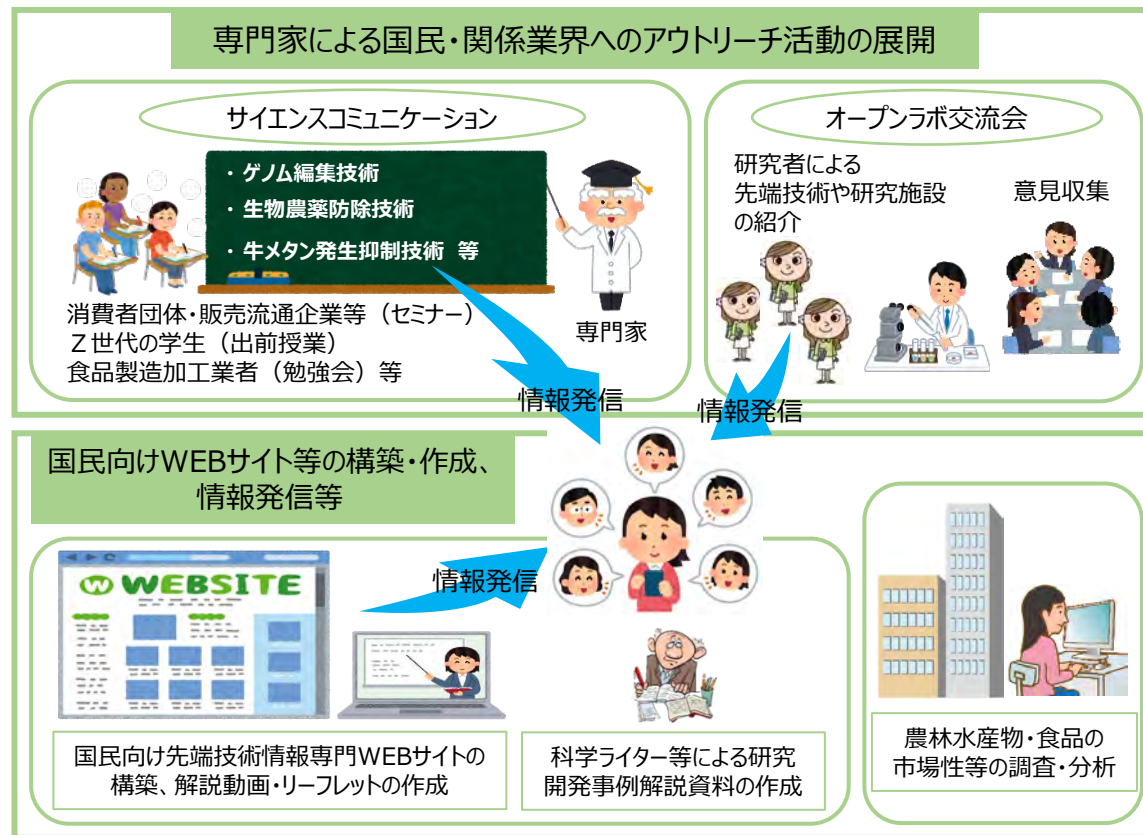 専門家による国民・関係業界へのアウトリーチ活動の展開
サイエンスコミュニケーション
・ ゲノム編集技術
・ 生物農薬防除技術
・ 牛メタン発生抑制技術 等
専門家
消費者団体・販売流通企業等（セミナー）
Ｚ世代の学生（出前授業）
食品製造加工業者（勉強会）等
オープンラボ交流会
研究者による
先端技術や研究施設
の紹介
意見収集
情報発信
情報発信
国民向けWEBサイト等の構築・作成、
情報発信等
WEBSITE
情報発信
国民向け先端技術情報専門WEBサイトの
構築、解説動画・リーフレットの作成
科学ライター等による研究
開発事例解説資料の作成
農林水産物・食品の
市場性等の調査・分析